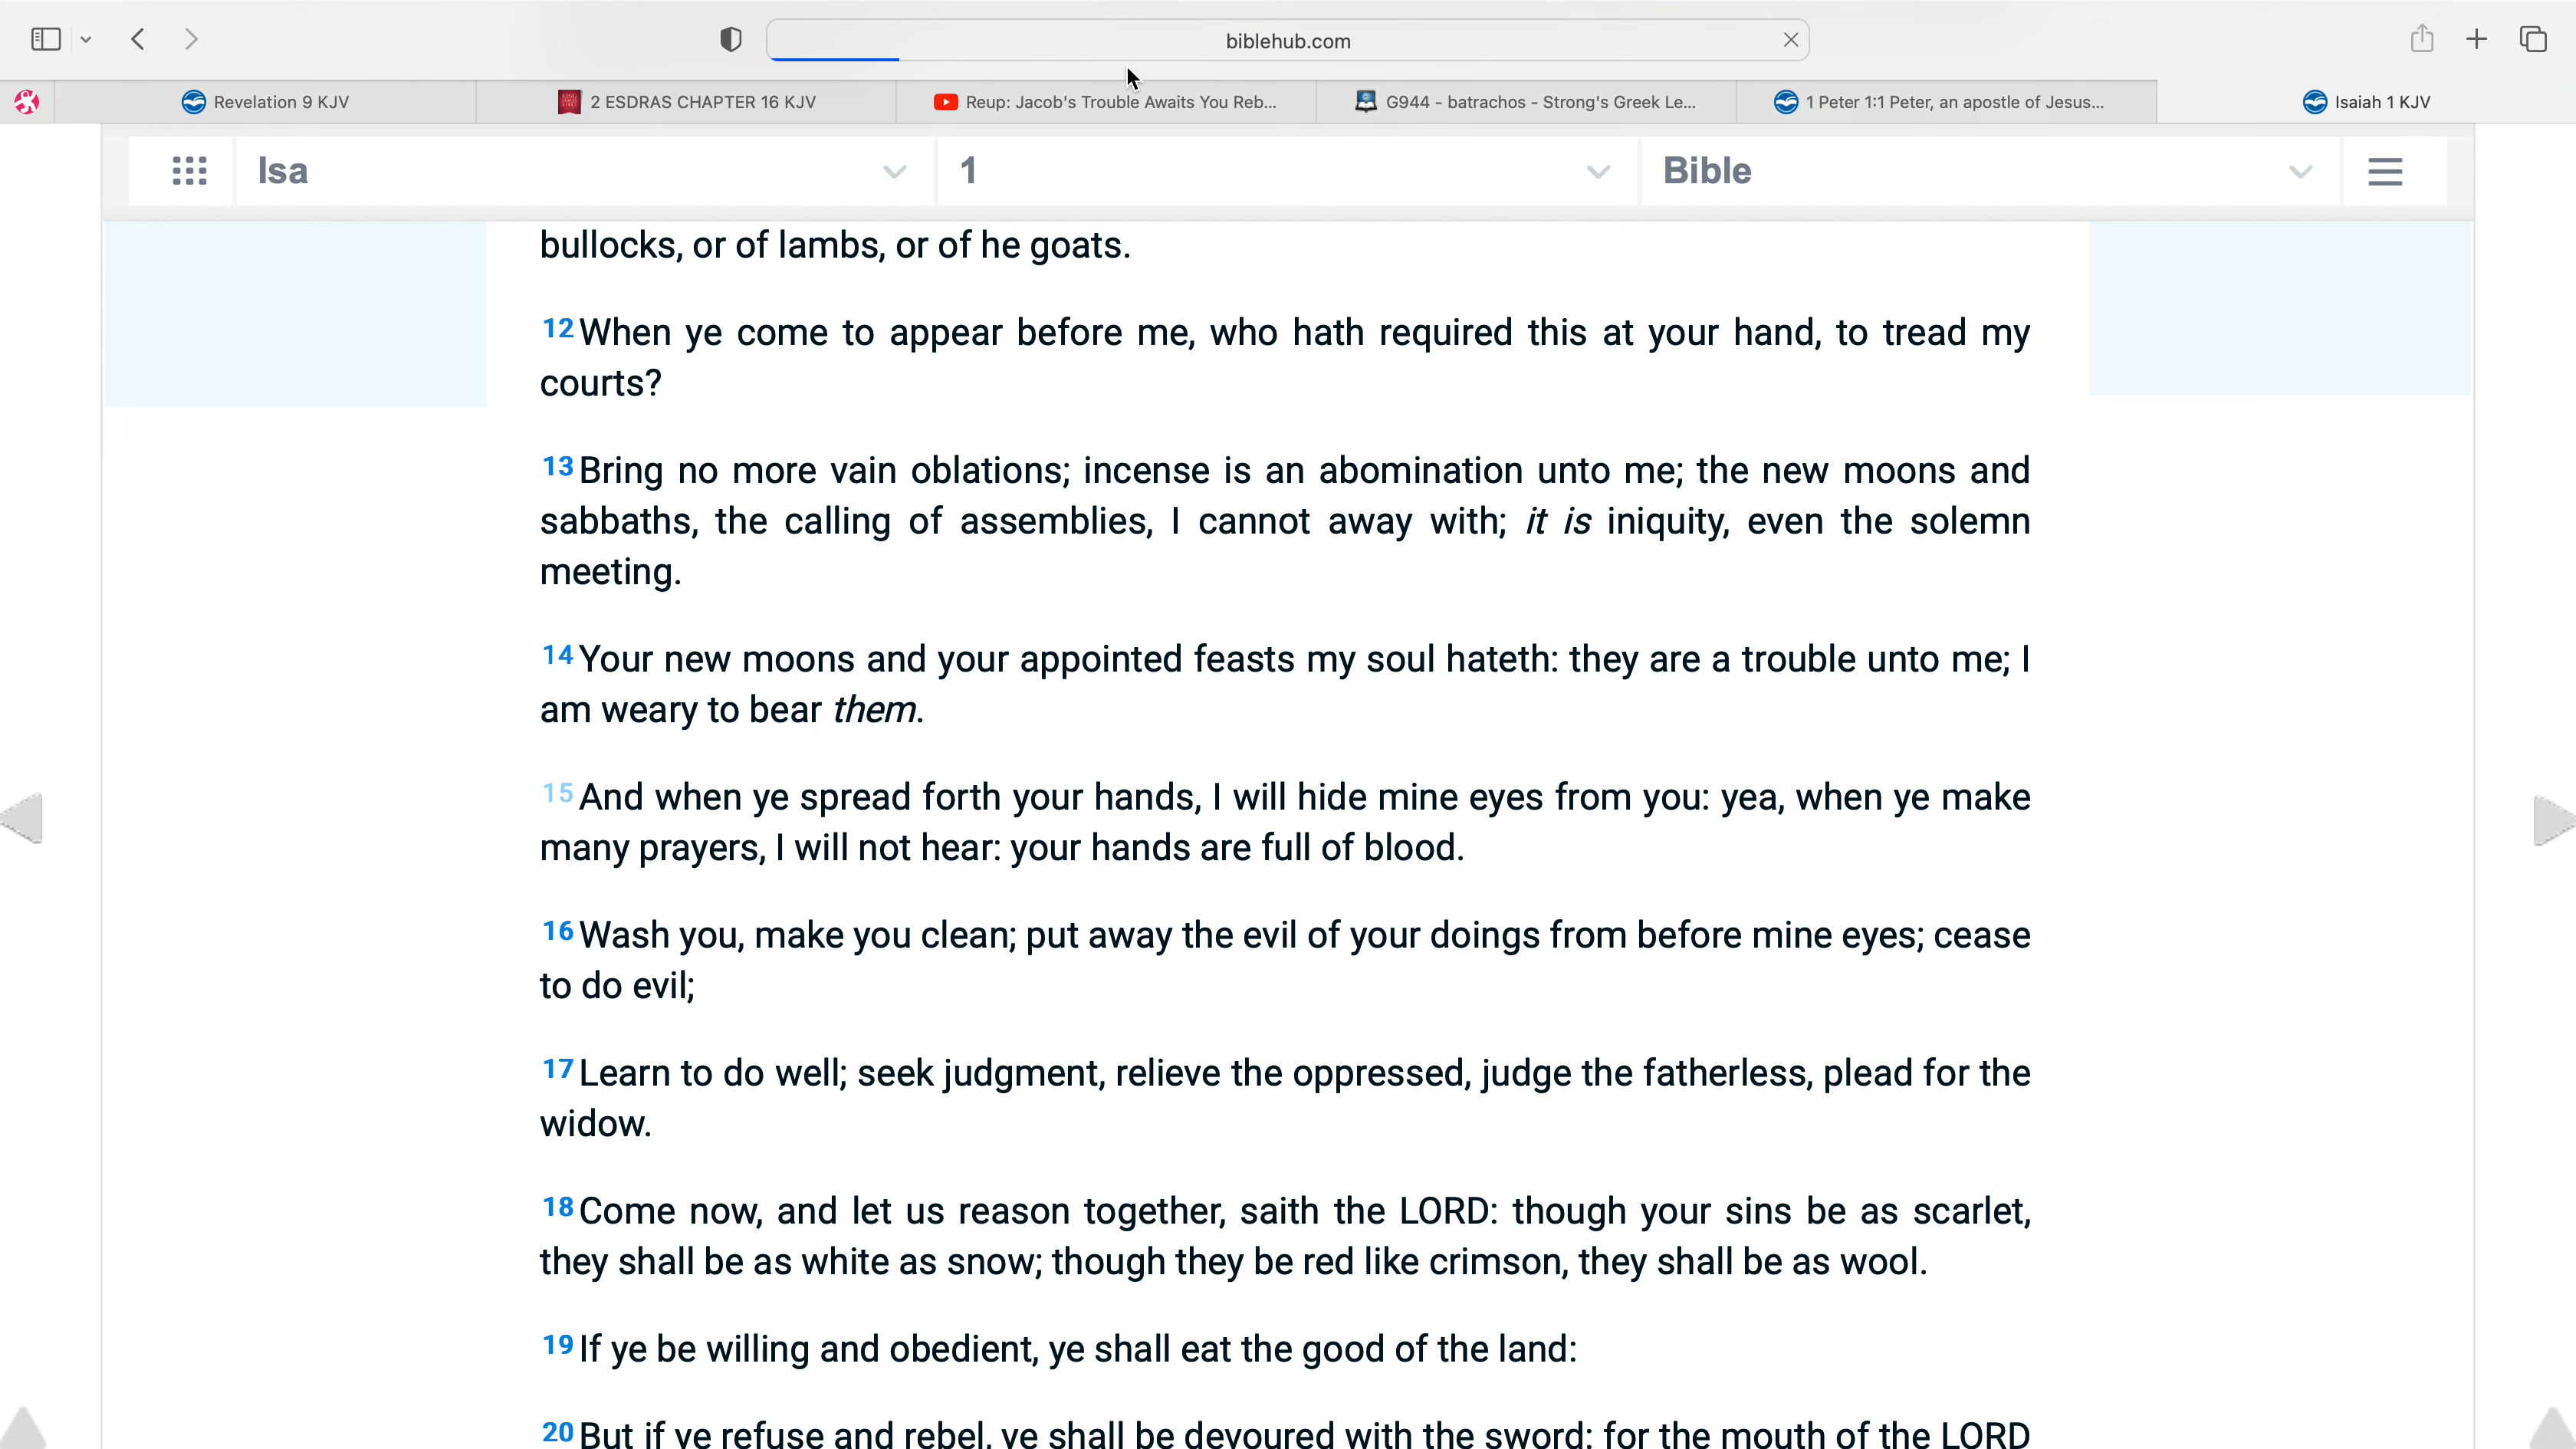 biblehub.com
Revelation 9 KJV
2 ESDRAS CHAPTER 16 KJV
Reup: Jacob's Trouble Awaits You Reb...
G944 - batrachos - Strong's Greek Le...
1 Peter 1:1 Peter, an apostle of Jesus...
Isaiah 1 KJV
Isa
1
Bible
bullocks, or of lambs, or of he goats.
12 When ye come to appear before me, who hath required this at your hand, to tread my
courts?
13 Bring no more vain oblations; incense is an abomination unto me; the new moons and
sabbaths, the calling of assemblies, I cannot away with; it is iniquity, even the solemn
meeting.
14 Your new moons and your appointed feasts my soul hateth: they are a trouble unto me; I
am weary to bear them.
15 And when ye spread forth your hands, I will hide mine eyes from you: yea, when ye make
many prayers, I will not hear: your hands are full of blood.
16 Wash you, make you clean; put away the evil of your doings from before mine eyes; cease
to do evil;
17 Learn to do well; seek judgment, relieve the oppressed, judge the fatherless, plead for the
widow.
18 Come now, and let us reason together, saith the LORD: though your sins be as scarlet,
they shall be as white as snow; though they be red like crimson, they shall be as wool.
19 If ye be willing and obedient, ye shall eat the good of the land:
20 But if ye refuse and rebel, ye shall be devoured with the sword: for the mouth of the LORD